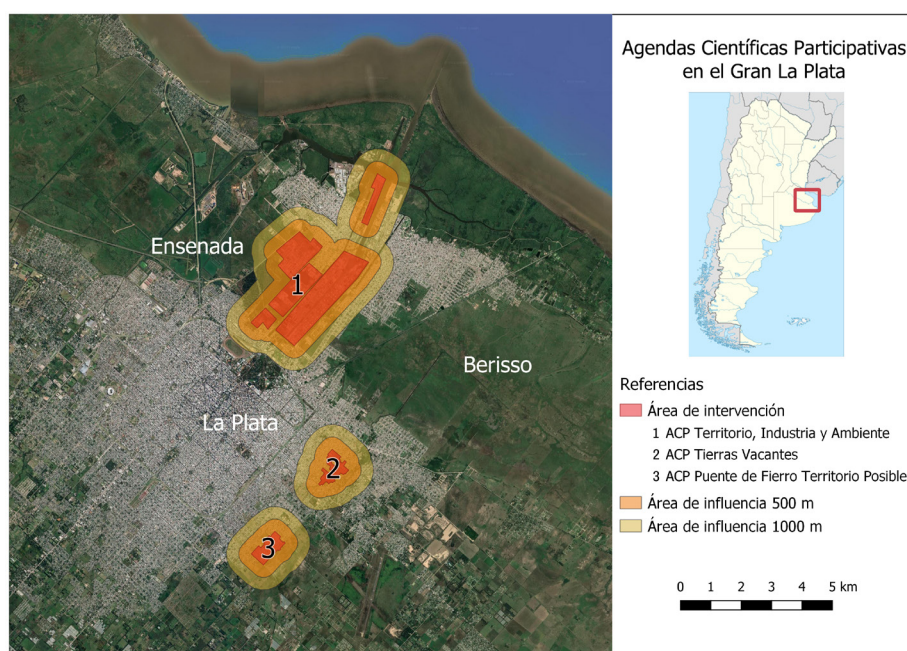 Agendas Científicas Participativas
en el Gran La Plata
Ensenada
1
Berisso
La Plata
2
3
Referencias
Área de intervención
1 ACP Territorio, Industria y Ambiente
2 ACP Tierras Vacantes
3 ACP Puente de Fierro Territorio Posible
Área de influencia 500 m
Área de influencia 1000 m
0 1 2 3 4 5 km